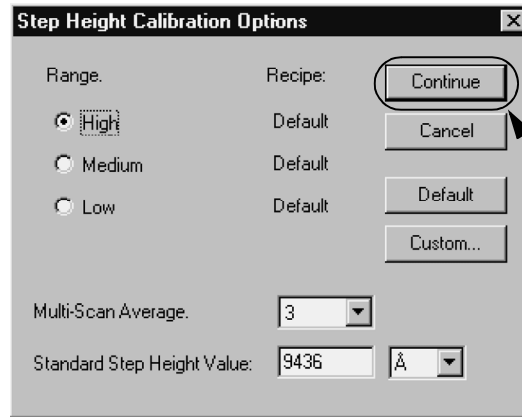 Step Height Calibration Options
Range. Recipe: Continue
High Default
Cancel
Medium Default
Low Default Default
Custom...
Multi-Scan Average. 3
Standard Step Height Value: 9436 Å